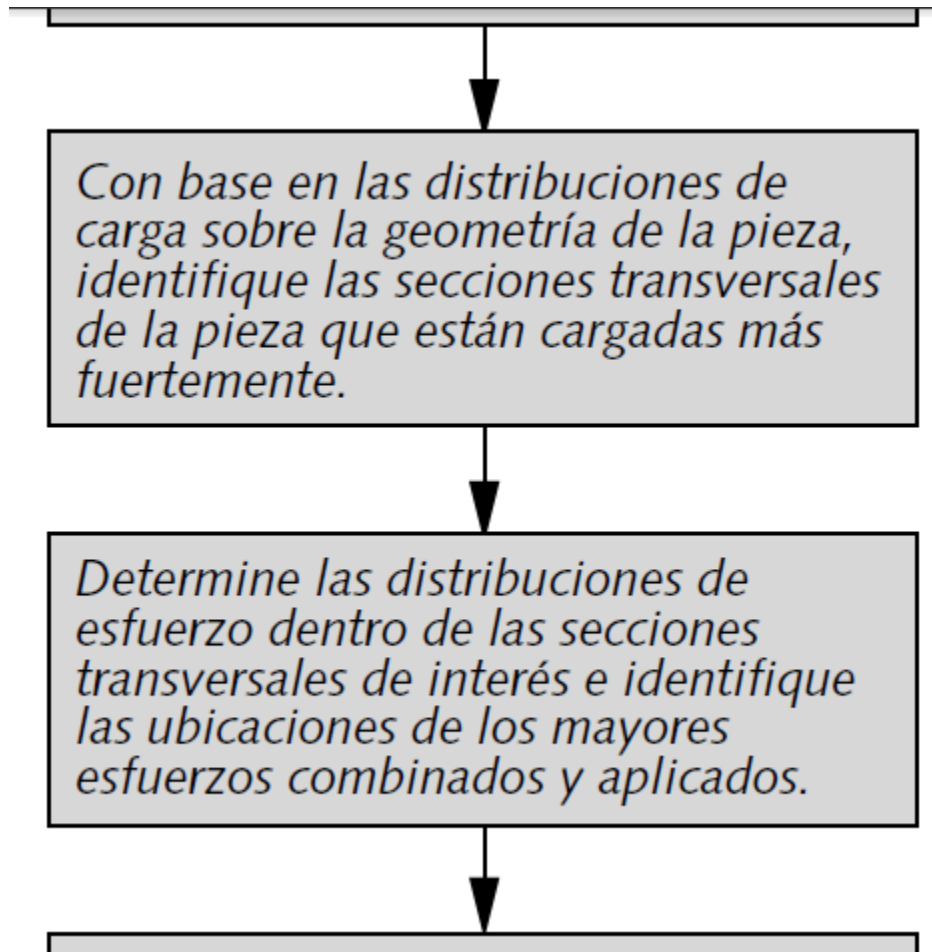 Con base en las distribuciones de
carga sobre la geometría de la pieza,
identifique las secciones transversales
de la pieza que están cargadas más
fuertemente.
Determine las distribuciones de
esfuerzo dentro de las secciones
transversales de interés e identifique
las ubicaciones de los mayores
esfuerzos combinados y aplicados.